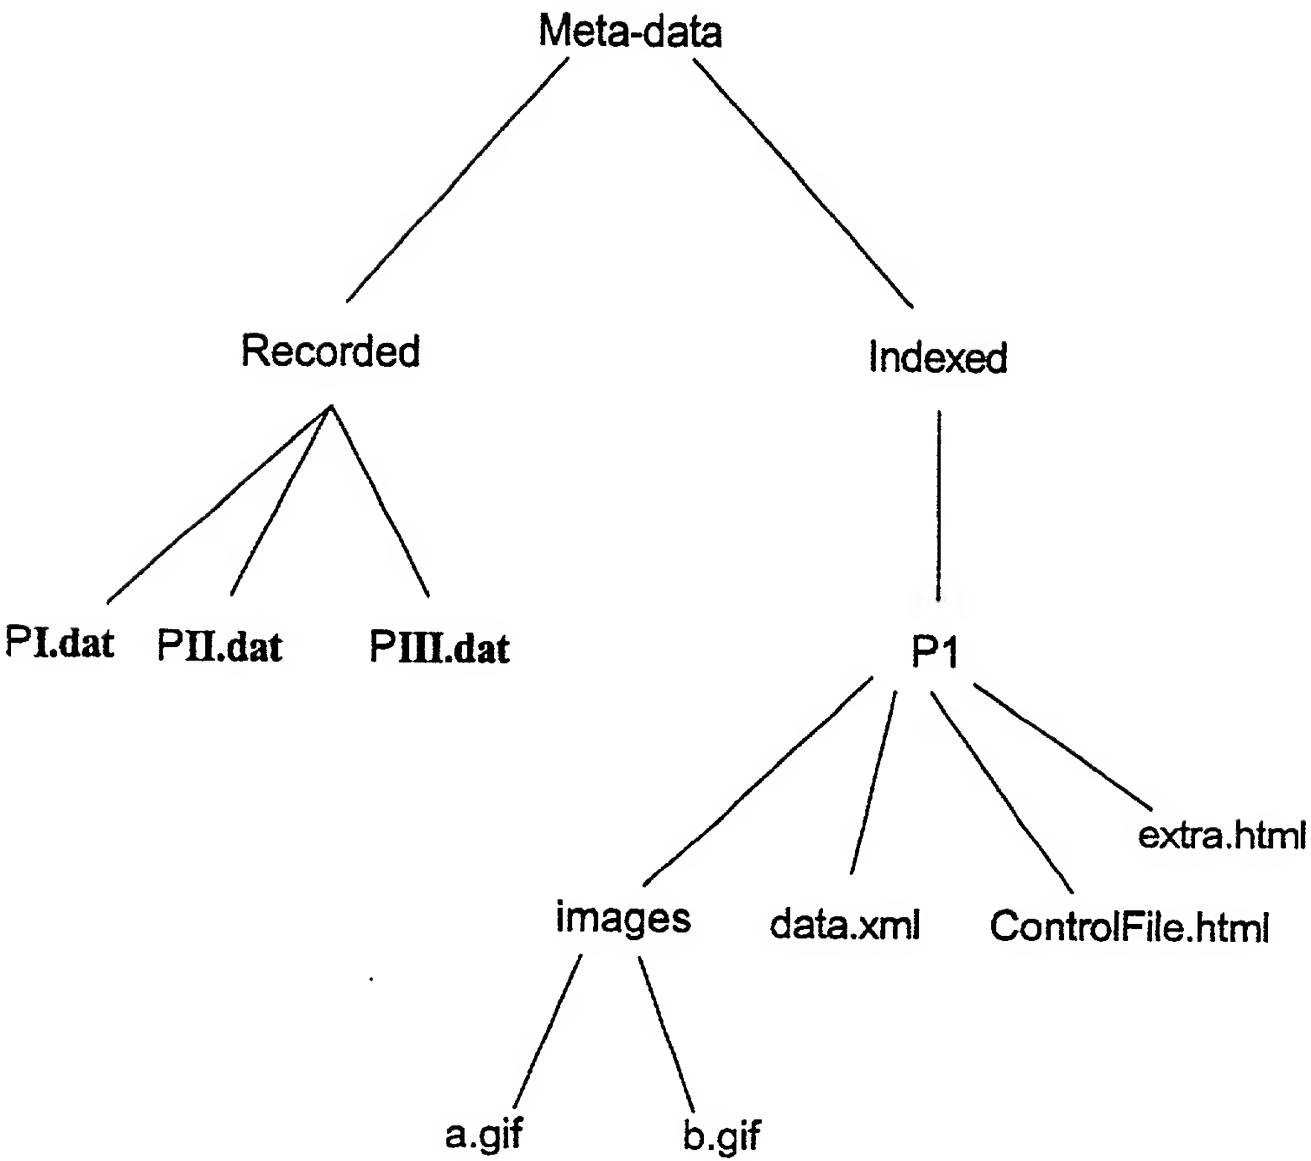 Meta-data
Recorded
Indexed
PI.dat PII.dat PIII.dat
P1
extra.html
images data.xml ControlFile.html
a.gif b.gif